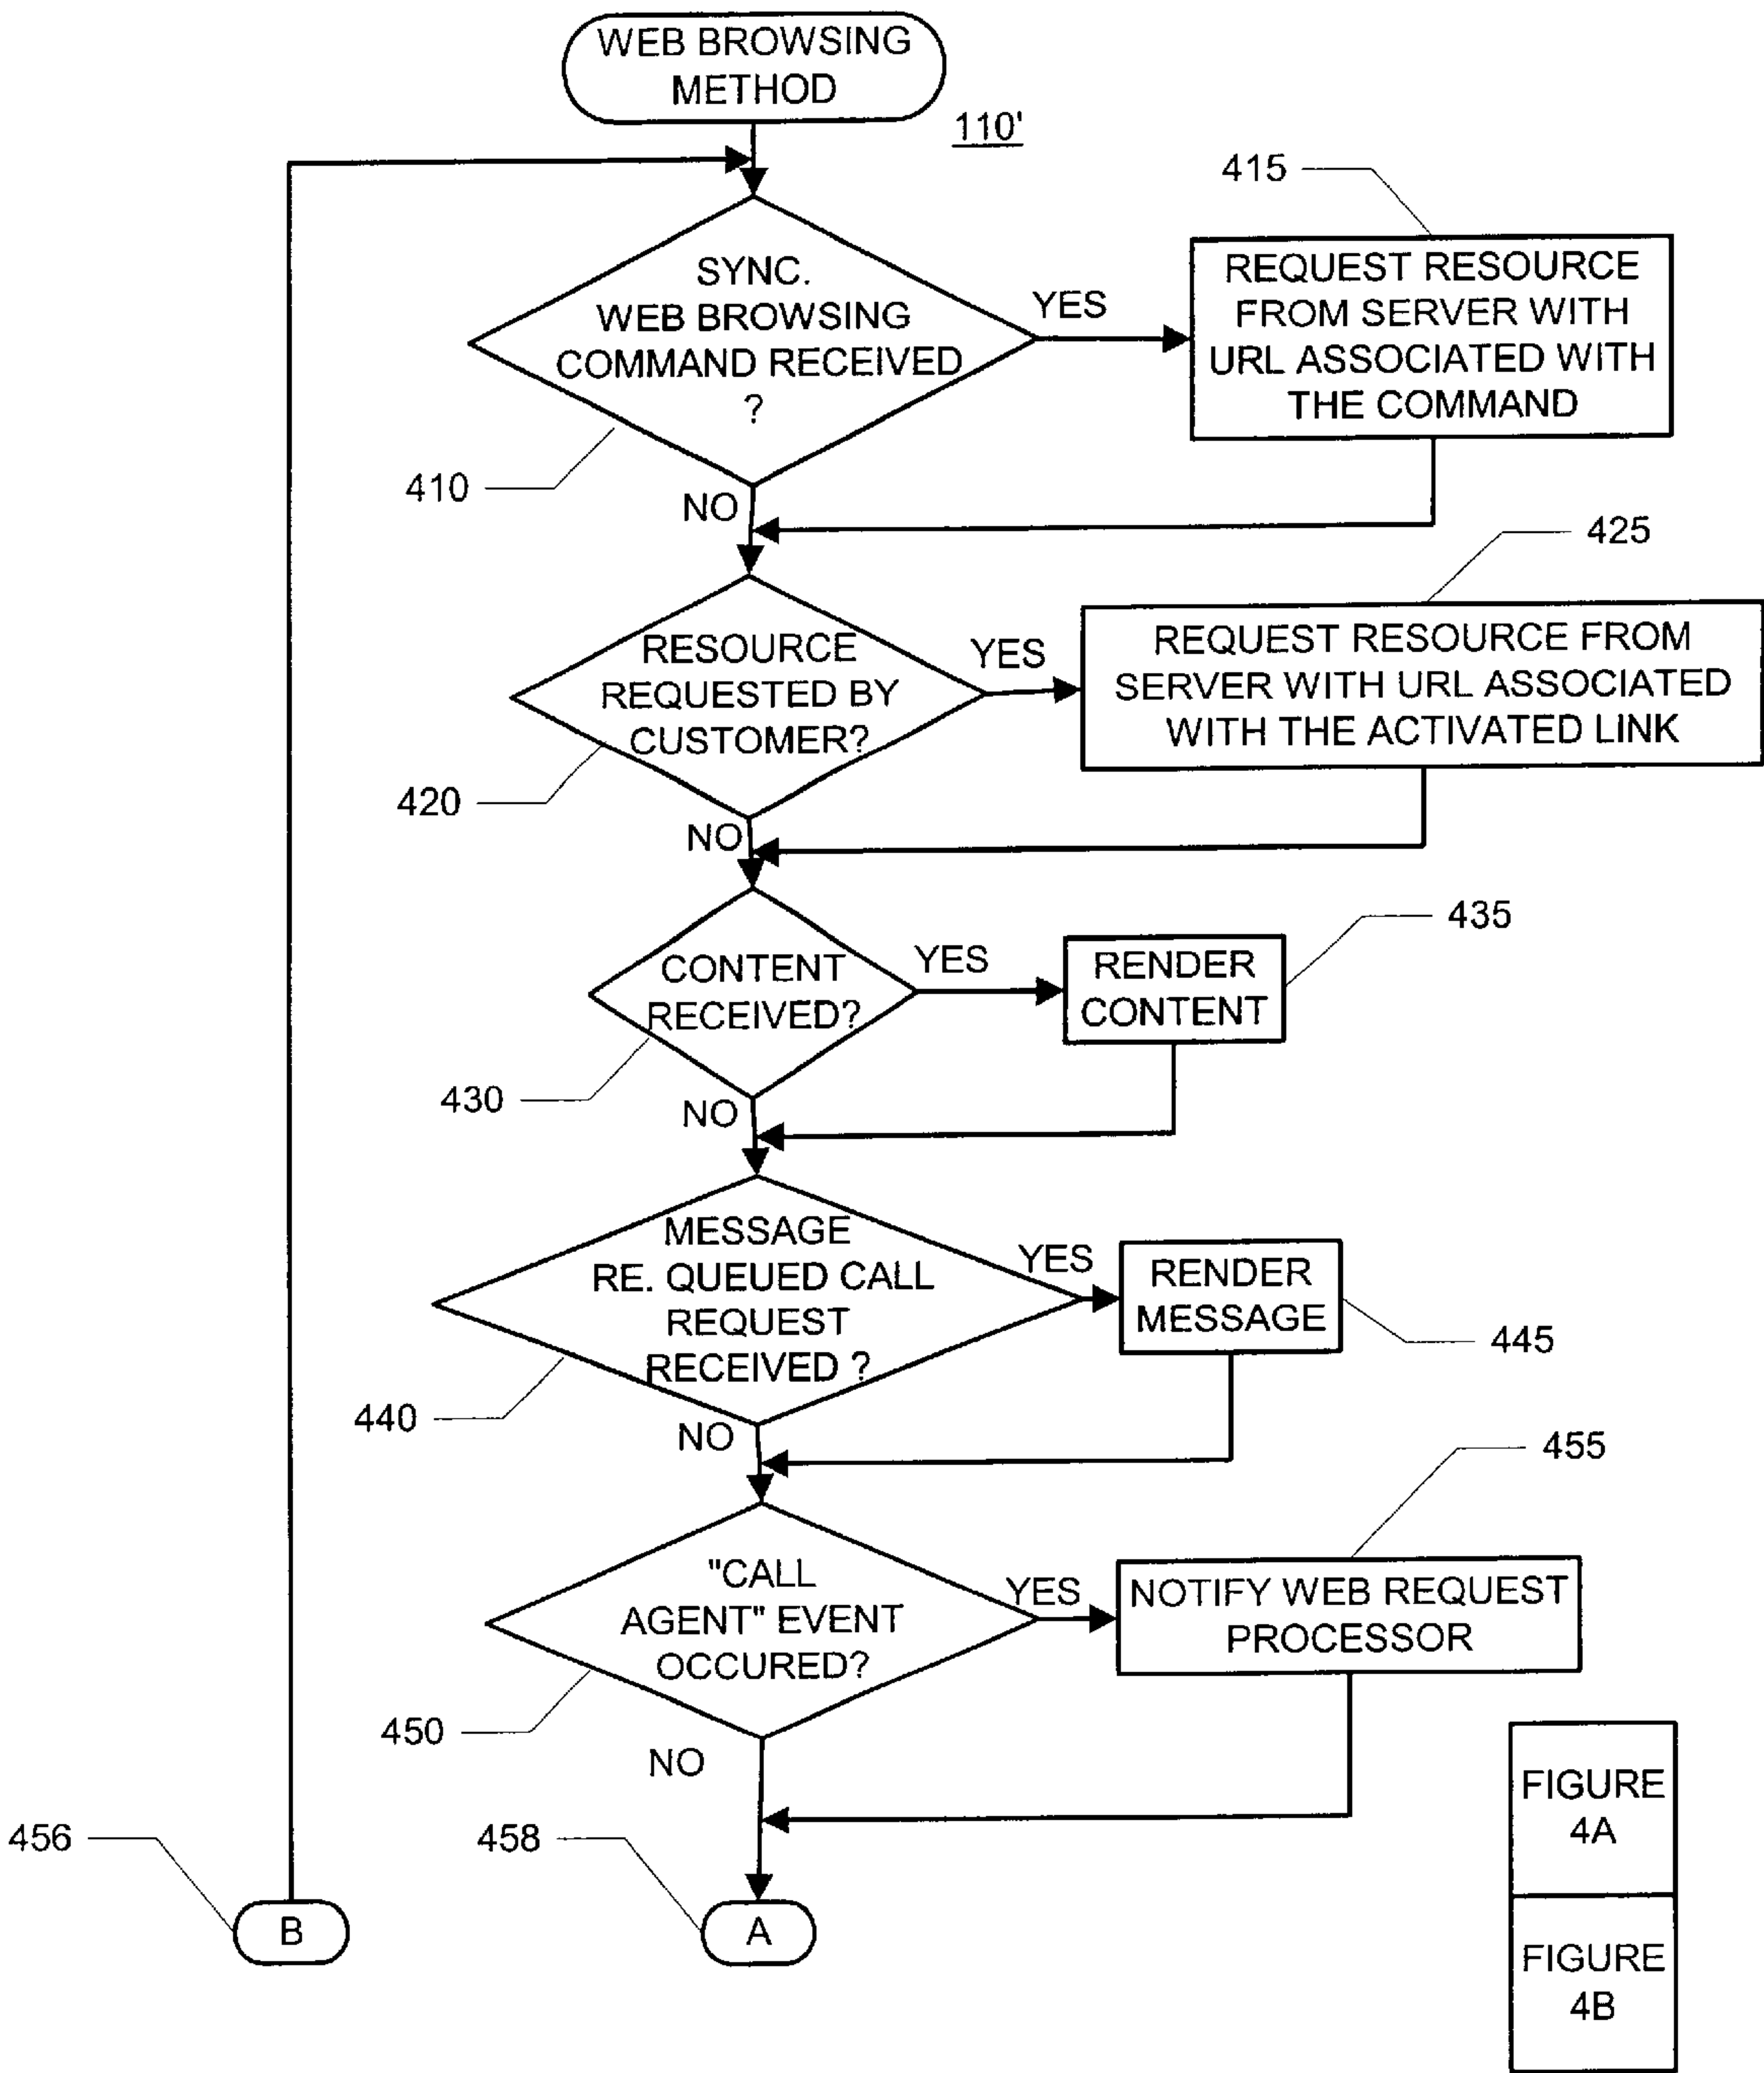 WEB BROWSING
METHOD
110'
415
SYNC.
WEB BROWSING
COMMAND RECEIVED
?
YES
REQUEST RESOURCE
FROM SERVER WITH
URL ASSOCIATED WITH
THE COMMAND
410
NO
425
RESOURCE
REQUESTED BY
CUSTOMER?
YES
REQUEST RESOURCE FROM
SERVER WITH URL ASSOCIATED
WITH THE ACTIVATED LINK
420
NO
435
CONTENT
RECEIVED?
YES
RENDER
CONTENT
430
NO
MESSAGE
RE. QUEUED CALL
REQUEST
RECEIVED ?
YES
RENDER
MESSAGE
445
440
NO
455
"CALL
AGENT" EVENT
OCCURED?
YES
NOTIFY WEB REQUEST
PROCESSOR
450
NO
456
B
458
A
FIGURE
4A
FIGURE
4B